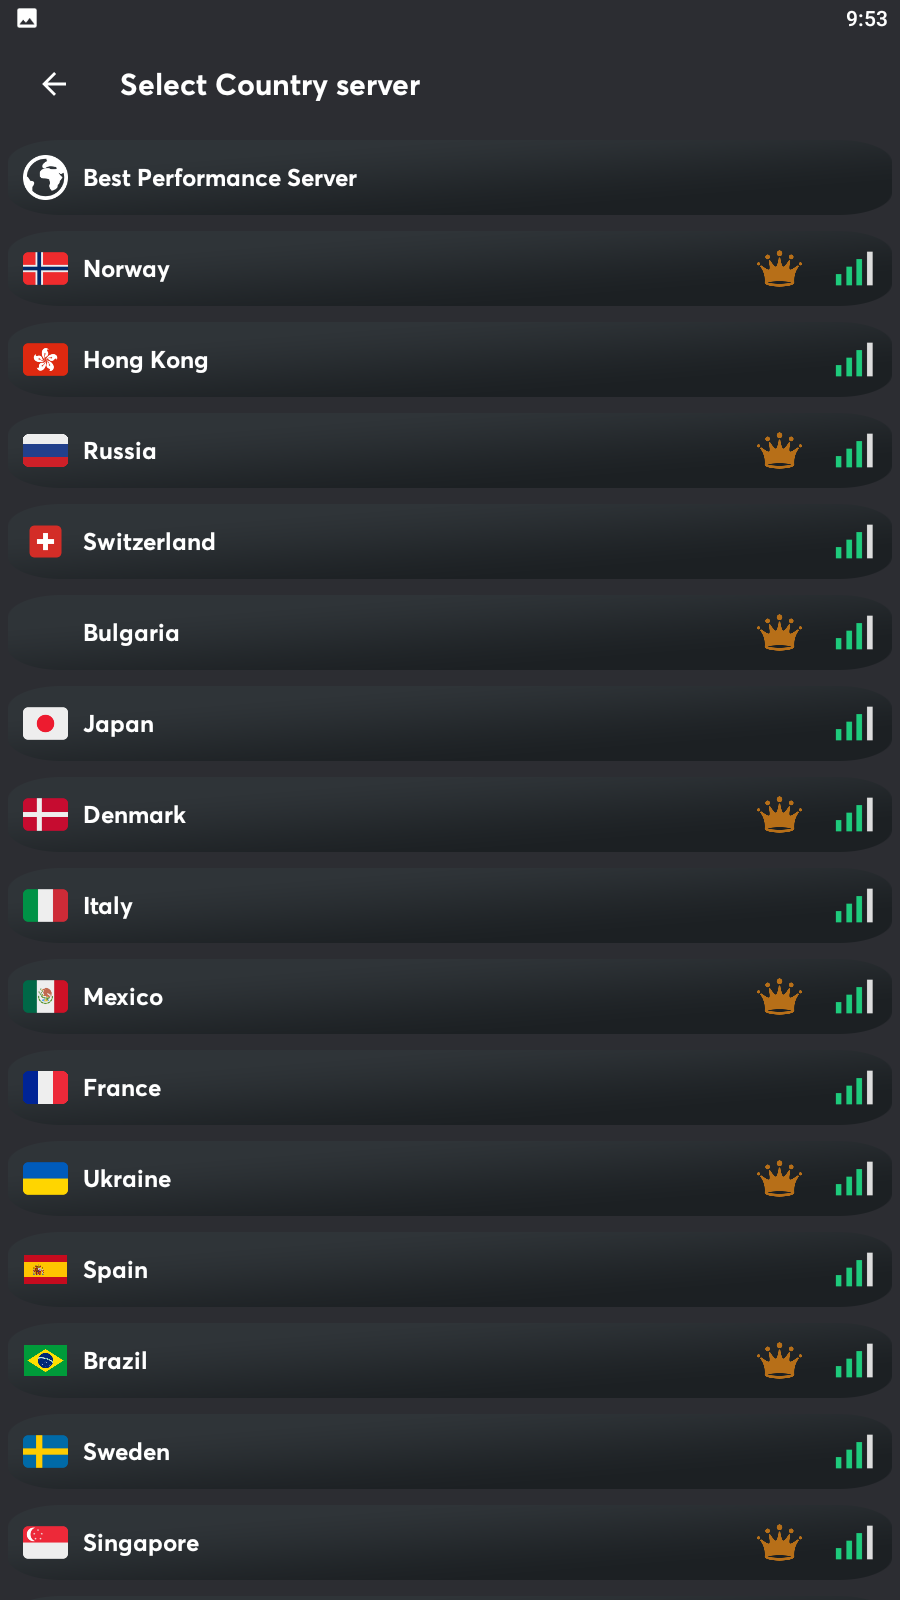 9:53
Select Country server
Best Performance Server
Norway
Hong Kong
Russia
Switzerland
Bulgaria
Japan
Denmark
Italy
Mexico
France
Ukraine
Spain
Brazil
Sweden
Singapore